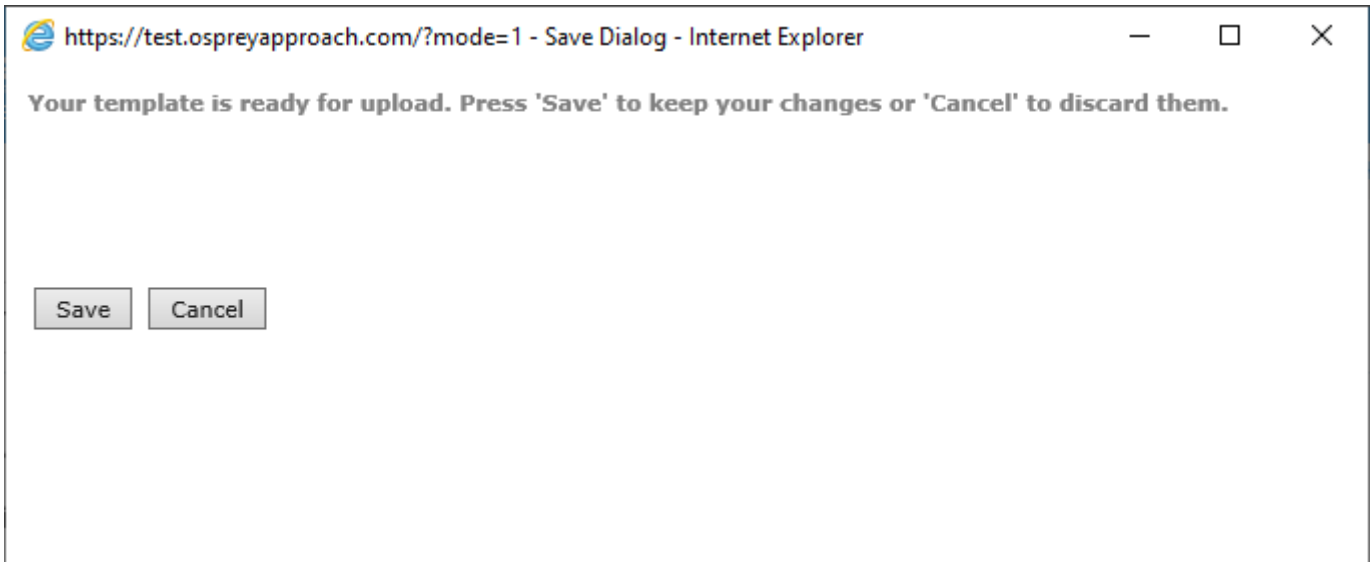 https://test.ospreyapproach.com/?mode=1 - Save Dialog - Internet Explorer
Your template is ready for upload. Press 'Save' to keep your changes or 'Cancel' to discard them.
Save Cancel